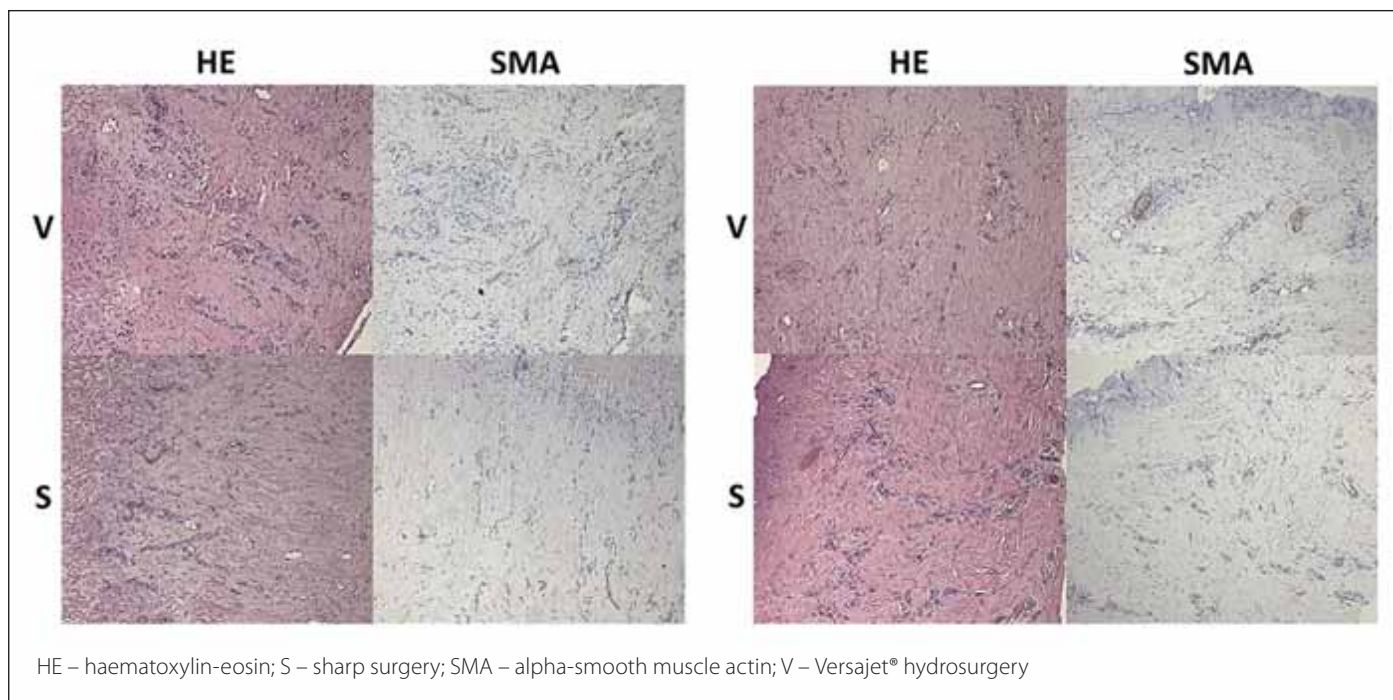 HE SMA HE SMA
V V
S S
HE – haematoxylin-eosin; S – sharp surgery; SMA – alpha-smooth muscle actin; V – Versajet® hydrosurgery